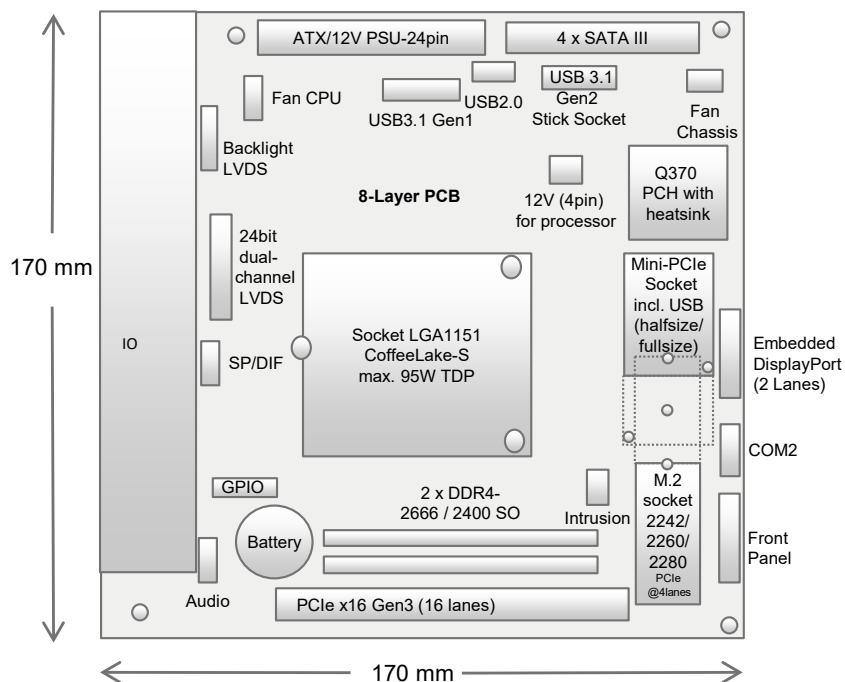 ATX/12V PSU-24pin
4 x SATA III
Fan CPU
USB3.1 Gen1
USB2.0
USB 3.1
Gen2
Stick Socket
Fan
Chassis
Backlight
LVDS
8-Layer PCB
12V (4pin)
for processor
Q370
PCH with
heatsink
170 mm
24bit
dual-
channel
LVDS
Mini-PCIe
Socket
incl. USB
(halfsize/
fullsize)
IO
SP/DIF
Socket LGA1151
CoffeeLake-S
max. 95W TDP
Embedded
DisplayPort
(2 Lanes)
COM2
GPIO
2 x DDR4-
2666 / 2400 SO
Intrusion
M.2
socket
2242/
2260/
2280
PCIe
@4lanes
Battery
Front
Panel
Audio
PCIe x16 Gen3 (16 lanes)
170 mm